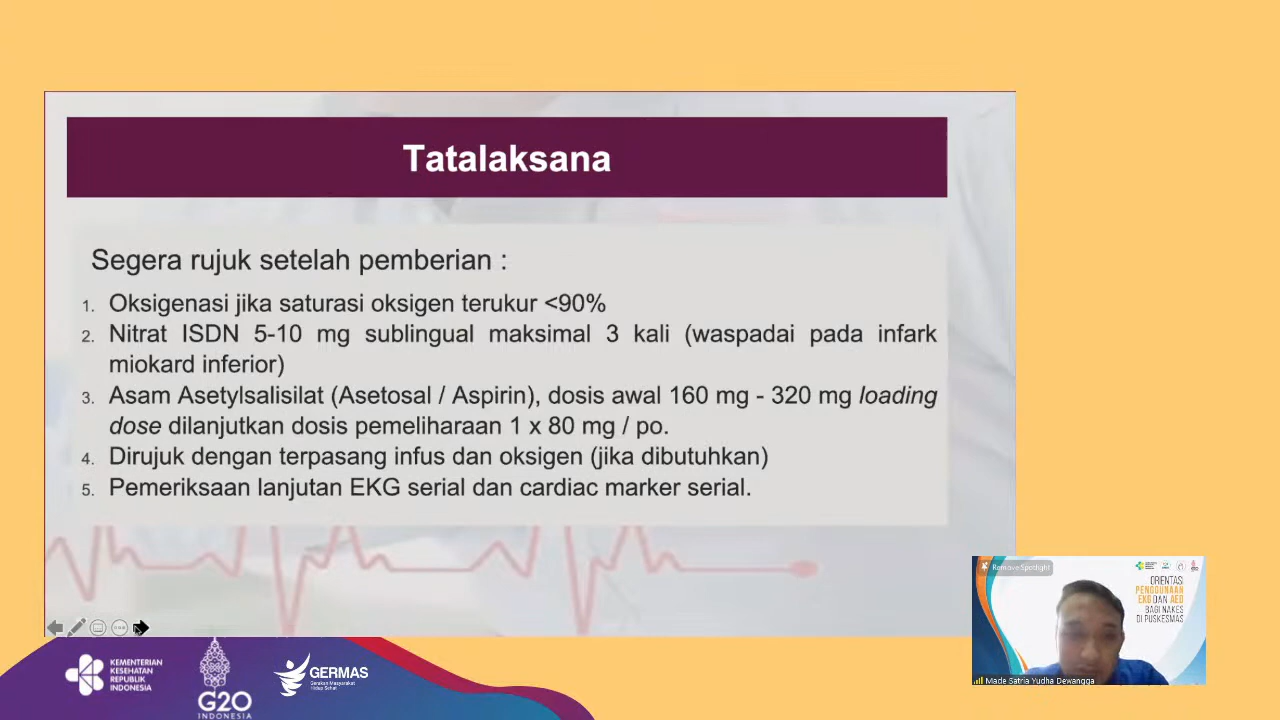 Tatalaksana
Segera rujuk setelah pemberian :
1. Oksigenasi jika saturasi oksigen terukur <90%
2. Nitrat ISDN 5-10 mg sublingual maksimal 3 kali (waspadai pada infark
miokard inferior)
3. Asam Asetylsalisilat (Asetosal / Aspirin), dosis awal 160 mg - 320 mg loading
dose dilanjutkan dosis pemeliharaan 1 x 80 mg / po.
4. Dirujuk dengan terpasang infus dan oksigen (jika dibutuhkan)
5. Pemeriksaan lanjutan EKG serial dan cardiac marker serial.
Remove Spotlight
ORIENTASI
PENGGUNAAN
EKG DAN AED
BAGI NAKES
DI PUSKESMAS
Made Satria Yudha Dewangga
KEMENTERIAN
KESEHATAN
REPUBLIK
INDONESIA
G20
INDONESIA
GERMAS
Gerakan Masyarakat
Hidup Sehat